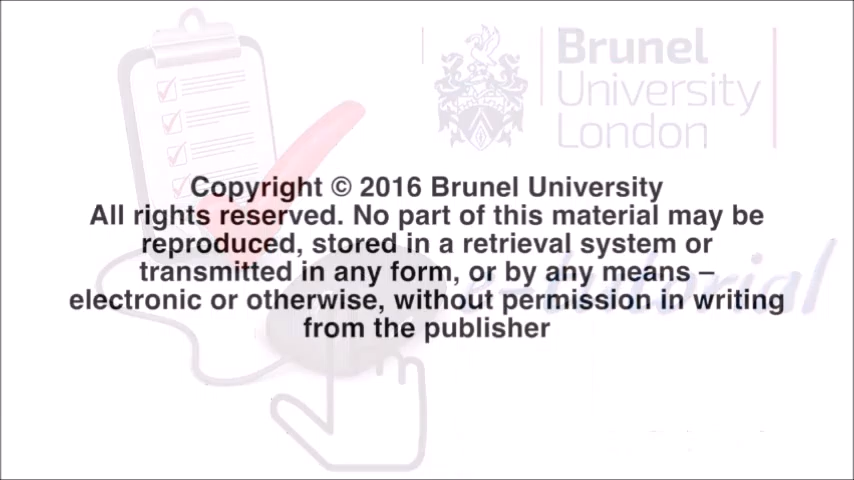 Brunel
University
London
Copyright © 2016 Brunel University
All rights reserved. No part of this material may be
reproduced, stored in a retrieval system or
transmitted in any form, or by any means –
electronic or otherwise, without permission in writing
from the publisher
e-tutorial